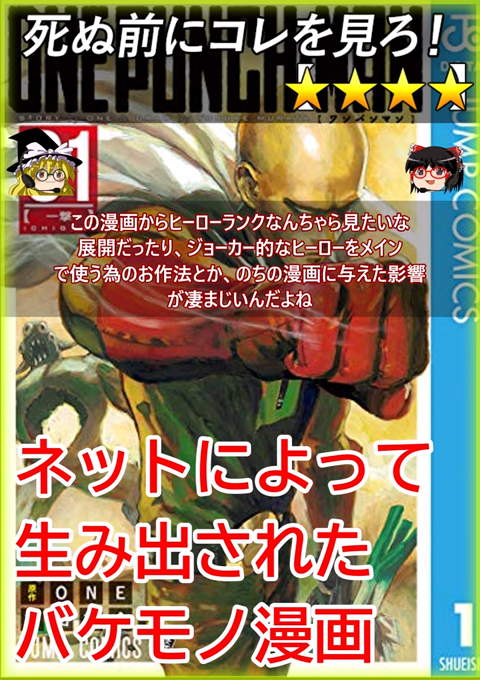 死ぬ前にコレを見ろ!
ONE PUNCH MAN
[ワンパンマン]
JUMP COMICS
01
[一撃]
この漫画からヒーローランクなんちゃら見たいな
展開だったり、ジョーカー的なヒーローをメイン
で使う為のお作法とか、のちの漫画に与えた影響
が凄まじいんだよね
ネットによって
生み出された
バケモノ漫画
原作
ONE
COMICS
1
SHUEIS